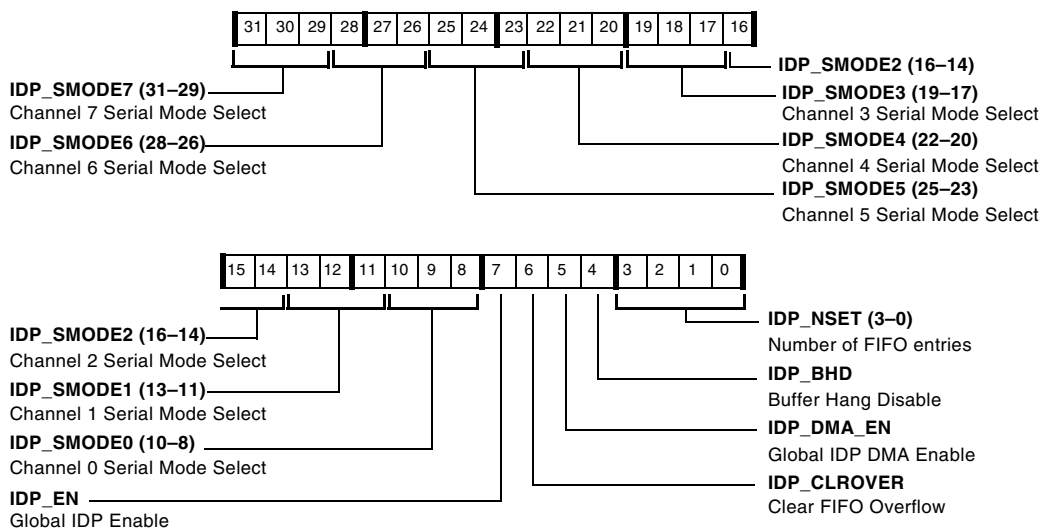 31 30 29 28 27 26 25 24 23 22 21 20 19 18 17 16
IDP_SMODE2 (16–14)
IDP_SMODE7 (31–29)
Channel 7 Serial Mode Select
IDP_SMODE3 (19–17)
Channel 3 Serial Mode Select
IDP_SMODE6 (28–26)
Channel 6 Serial Mode Select
IDP_SMODE4 (22–20)
Channel 4 Serial Mode Select
IDP_SMODE5 (25–23)
Channel 5 Serial Mode Select
15 14 13 12 11 10 9 8 7 6 5 4 3 2 1 0
IDP_SMODE2 (16–14)
Channel 2 Serial Mode Select
IDP_SMODE1 (13–11)
Channel 1 Serial Mode Select
IDP_SMODE0 (10–8)
Channel 0 Serial Mode Select
IDP_EN
Global IDP Enable
IDP_NSET (3–0)
Number of FIFO entries
IDP_BHD
Buffer Hang Disable
IDP_DMA_EN
Global IDP DMA Enable
IDP_CLROVER
Clear FIFO Overflow